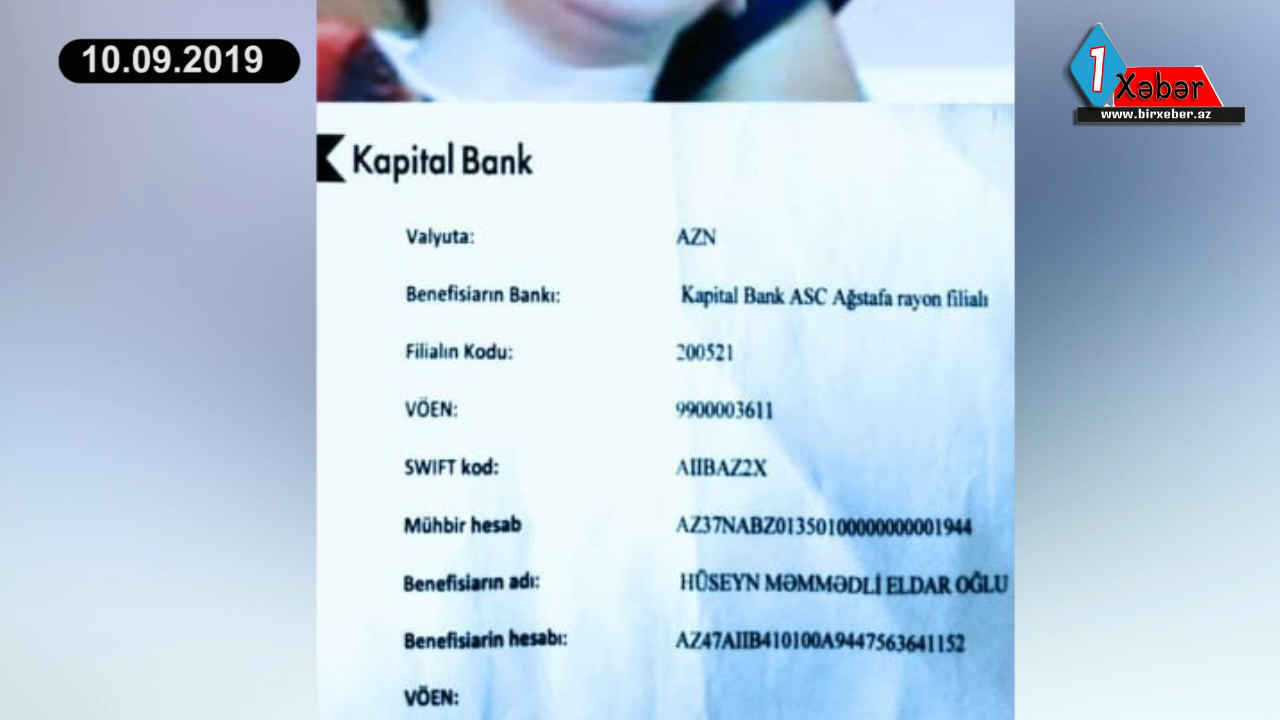 10.09.2019
1 Xəbər
www.birxeber.az
Kapital Bank
Valyuta: AZN
Benefisiarın Bankı: Kapital Bank ASC Ağstafa rayon filialı
Filialın Kodu: 200521
VÖEN: 9900003611
SWIFT kod: AIIBAZ2X
Mühbir hesab AZ37NABZ01350100000000001944
Benefisiarın adı: HÜSEYN MƏMMƏDLİ ELDAR OĞLU
Benefisiarin hesabı: AZ47AIIB410100A9447563641152
VÖEN: